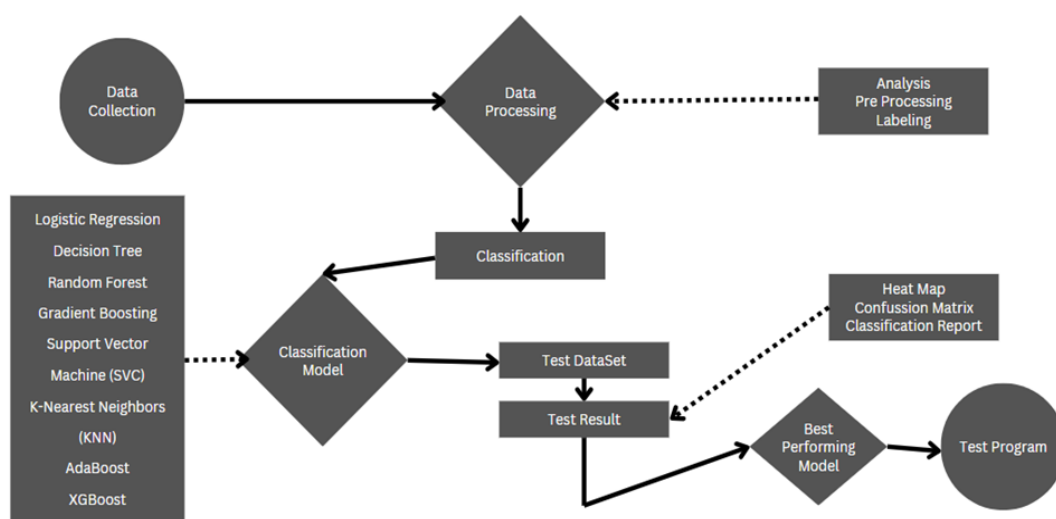 Data
Collection
Data
Processing
Analysis
Pre Processing
Labeling
Logistic Regression
Decision Tree
Random Forest
Gradient Boosting
Support Vector
Machine (SVC)
K-Nearest Neighbors
(KNN)
AdaBoost
XGBoost
Classification
Classification
Model
Test DataSet
Test Result
Heat Map
Confussion Matrix
Classification Report
Best
Performing
Model
Test Program